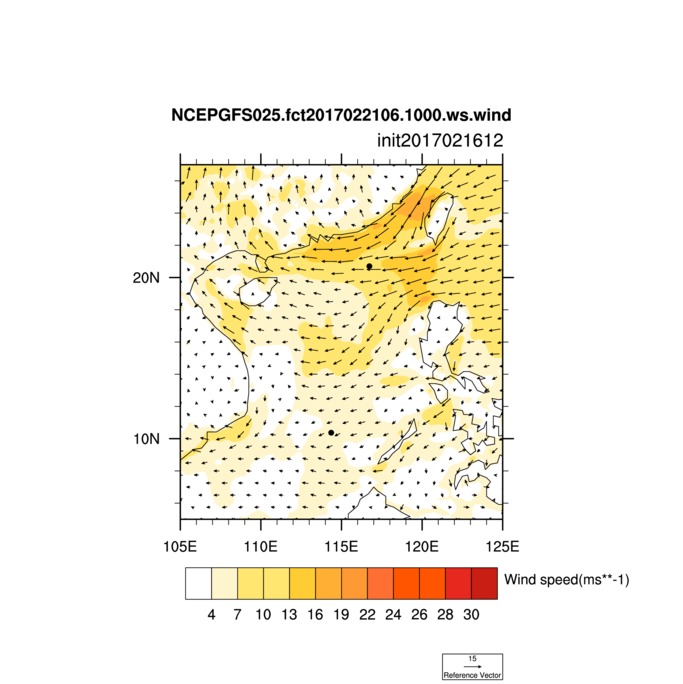 NCEPGFS025.fct2017022106.1000.ws.wind
init2017021612
20N
10N
105E 110E 115E 120E 125E
Wind speed(ms**-1)
4 7 10 13 16 19 22 24 26 28 30
15
Reference Vector